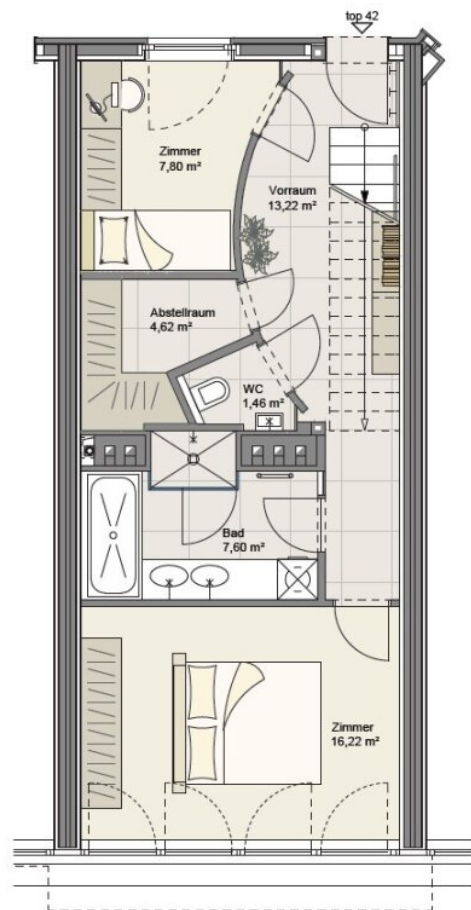 top 42
Zimmer
7,80 m²
Vorraum
13,22 m²
Abstellraum
4,62 m²
WC
1,46 m²
Bad
7,60 m²
Zimmer
16,22 m²